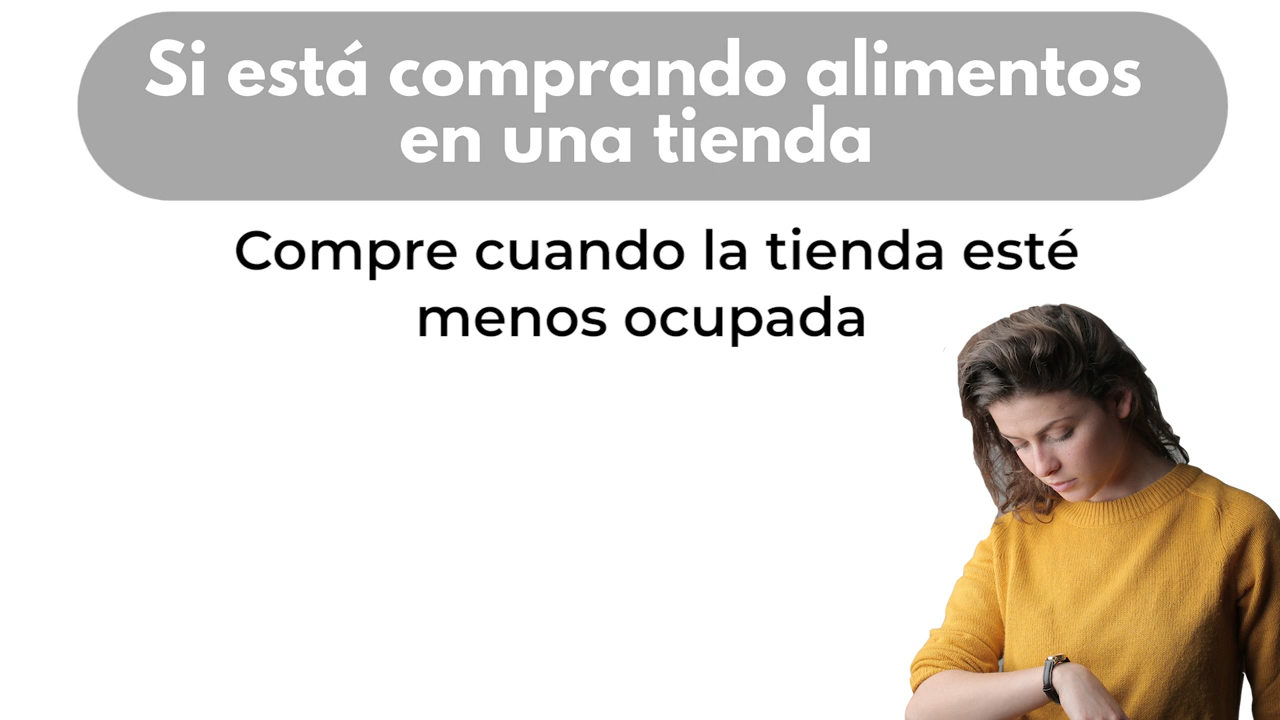 Si está comprando alimentos
en una tienda
Compre cuando la tienda esté
menos ocupada